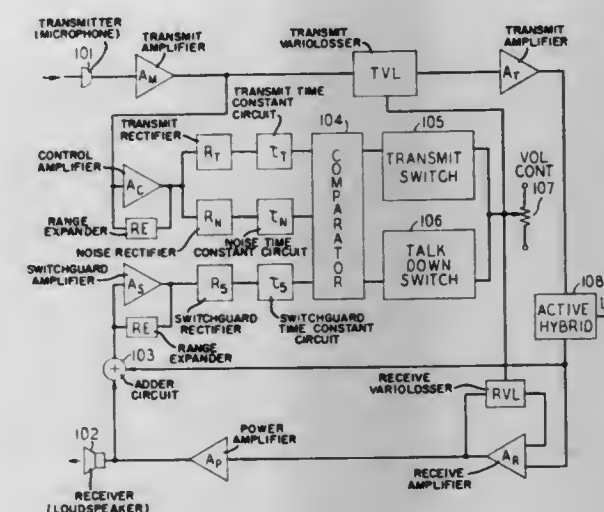 TRANSMITTER
(MICROPHONE)
101
TRANSMIT
AMPLIFIER
AM
TRANSMIT
VARIOLOSSER
TVL
TRANSMIT
AMPLIFIER
AT
TRANSMIT TIME
CONSTANT
CIRCUIT
TRANSMIT
RECTIFIER
RT
τT
104
COMPARATOR
105
TRANSMIT
SWITCH
VOL
CONT
107
CONTROL
AMPLIFIER
AC
RANGE
EXPANDER
RE
RN
τN
NOISE RECTIFIER
NOISE TIME
CONSTANT CIRCUIT
106
TALK
DOWN
SWITCH
SWITCHGUARD
AMPLIFIER
AS
RS
τS
SWITCHGUARD
RECTIFIER
SWITCHGUARD
TIME CONSTANT
CIRCUIT
RE
RANGE
EXPANDER
103
+
ADDER
CIRCUIT
108
ACTIVE
HYBRID
L
RECEIVE
VARIOLOSSER
RVL
102
RECEIVER
(LOUDSPEAKER)
POWER
AMPLIFIER
AP
AR
RECEIVE
AMPLIFIER